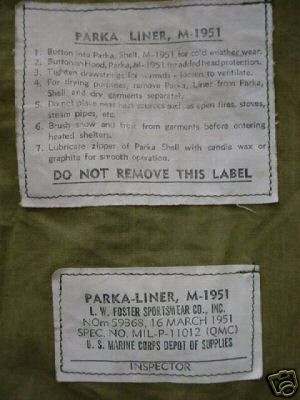 PARKA LINER, M-1951
1. Button into Parka, Shell, M-1951 for cold weather wear.
2. Button on Hood, Parka, M-1951 for added head protection.
3. Tighten drawstrings for warmth - loosen to ventilate.
4. For drying purposes, remove Parka, Liner from Parka,
Shell, and dry garments separately.
5. Do not place near heat sources such as open fires, stoves,
steam pipes, etc.
6. Brush snow and frost from garments before entering
heated shelters.
7. Lubricate zipper of Parka Shell with candle wax or
graphite for smooth operation.
DO NOT REMOVE THIS LABEL
PARKA-LINER, M-1951
L. W. FOSTER SPORTSWEAR CO., INC.
NOm 59368, 16 MARCH 1951
SPEC. NO. MIL-P-11012 (QMC)
U. S. MARINE CORPS DEPOT OF SUPPLIES
INSPECTOR